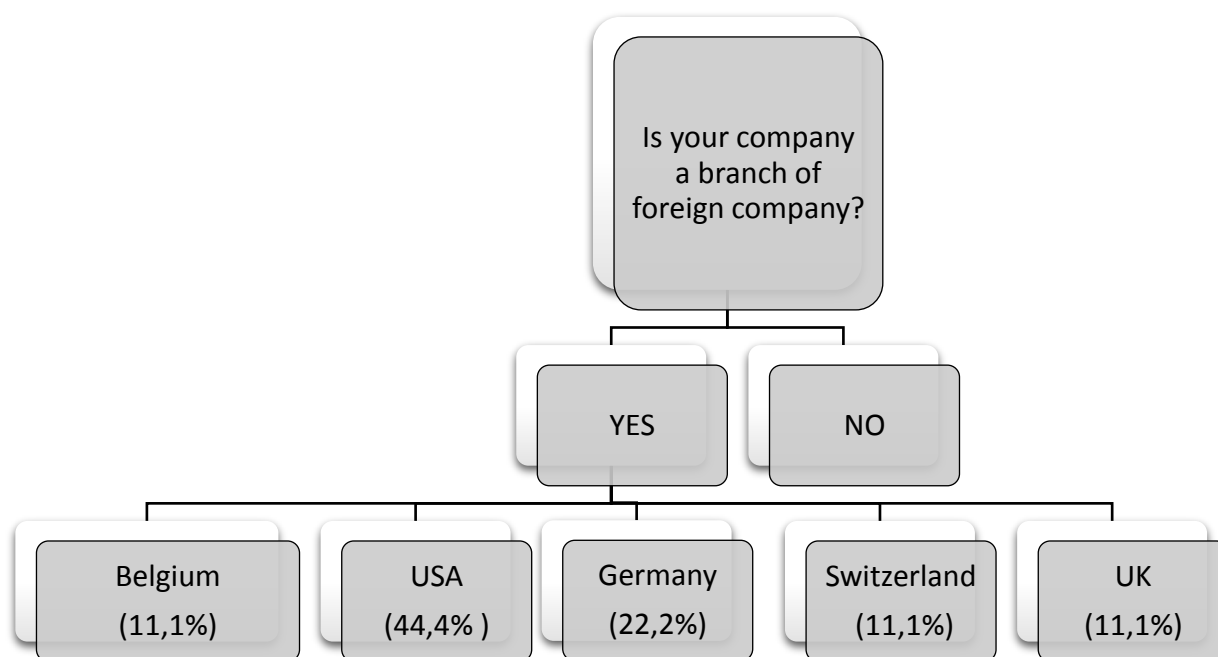 Is your company
a branch of
foreign company?
YES
NO
Belgium
(11,1%)
USA
(44,4% )
Germany
(22,2%)
Switzerland
(11,1%)
UK
(11,1%)